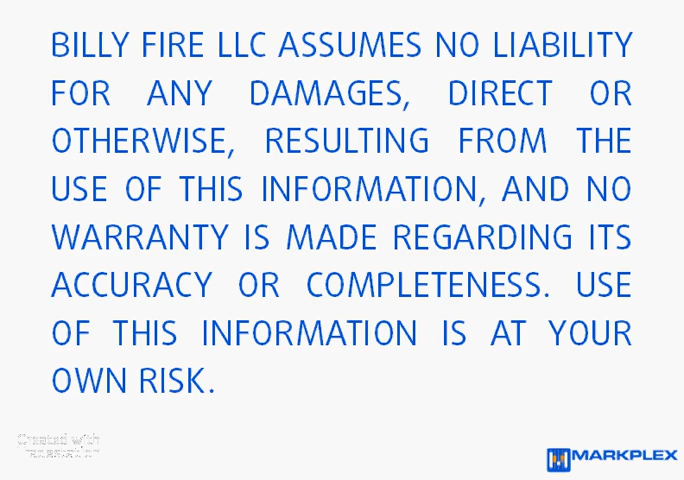 BILLY FIRE LLC ASSUMES NO LIABILITY
FOR ANY DAMAGES, DIRECT OR
OTHERWISE, RESULTING FROM THE
USE OF THIS INFORMATION, AND NO
WARRANTY IS MADE REGARDING ITS
ACCURACY OR COMPLETENESS. USE
OF THIS INFORMATION IS AT YOUR
OWN RISK.
Created with
MARKPLEX